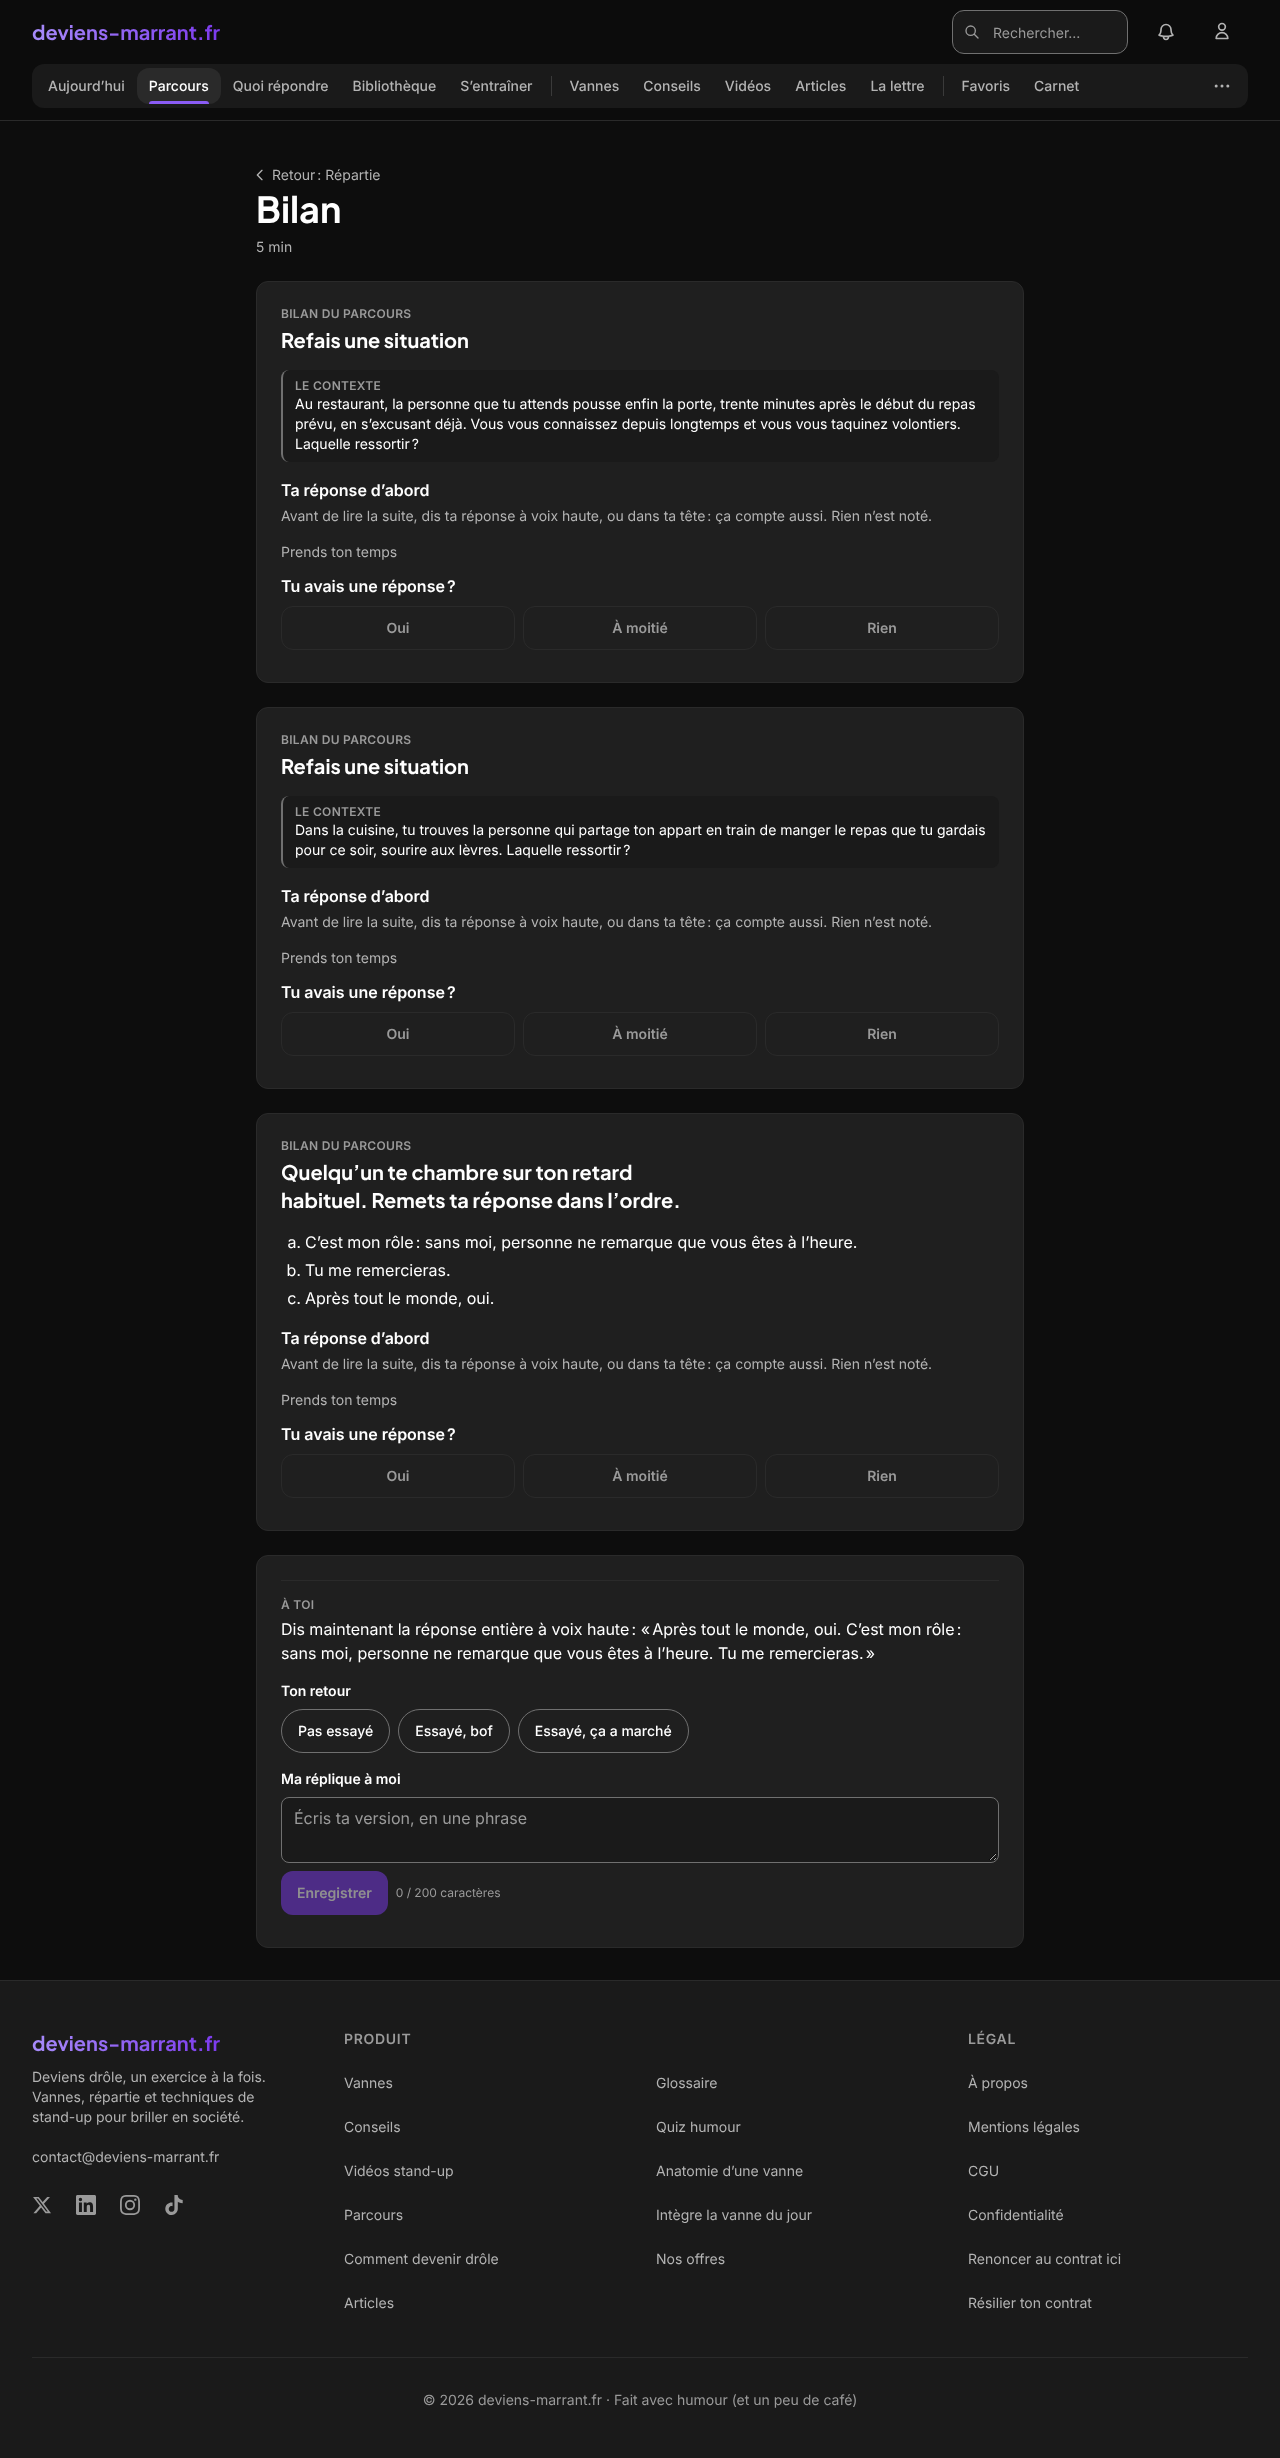 deviens-marrant.fr
Rechercher...
Aujourd’hui Parcours Quoi répondre Bibliothèque S’entraîner Vannes Conseils Vidéos Articles La lettre Favoris Carnet
Retour : Répartie
Bilan
5 min
BILAN DU PARCOURS
Refais une situation
LE CONTEXTE
Au restaurant, la personne que tu attends pousse enfin la porte, trente minutes après le début du repas
prévu, en s’excusant déjà. Vous vous connaissez depuis longtemps et vous vous taquinez volontiers.
Laquelle ressortir ?
Ta réponse d’abord
Avant de lire la suite, dis ta réponse à voix haute, ou dans ta tête : ça compte aussi. Rien n’est noté.
Prends ton temps
Tu avais une réponse ?
Oui À moitié Rien
BILAN DU PARCOURS
Refais une situation
LE CONTEXTE
Dans la cuisine, tu trouves la personne qui partage ton appart en train de manger le repas que tu gardais
pour ce soir, sourire aux lèvres. Laquelle ressortir ?
Ta réponse d’abord
Avant de lire la suite, dis ta réponse à voix haute, ou dans ta tête : ça compte aussi. Rien n’est noté.
Prends ton temps
Tu avais une réponse ?
Oui À moitié Rien
BILAN DU PARCOURS
Quelqu’un te chambre sur ton retard
habituel. Remets ta réponse dans l’ordre.
a. C’est mon rôle : sans moi, personne ne remarque que vous êtes à l’heure.
b. Tu me remercieras.
c. Après tout le monde, oui.
Ta réponse d’abord
Avant de lire la suite, dis ta réponse à voix haute, ou dans ta tête : ça compte aussi. Rien n’est noté.
Prends ton temps
Tu avais une réponse ?
Oui À moitié Rien
À TOI
Dis maintenant la réponse entière à voix haute : « Après tout le monde, oui. C’est mon rôle :
sans moi, personne ne remarque que vous êtes à l’heure. Tu me remercieras. »
Ton retour
Pas essayé Essayé, bof Essayé, ça a marché
Ma réplique à moi
Écris ta version, en une phrase
Enregistrer 0 / 200 caractères
deviens-marrant.fr
Deviens drôle, un exercice à la fois.
Vannes, répartie et techniques de
stand-up pour briller en société.
contact@deviens-marrant.fr
PRODUIT
Vannes
Conseils
Vidéos stand-up
Parcours
Comment devenir drôle
Articles
Glossaire
Quiz humour
Anatomie d’une vanne
Intègre la vanne du jour
Nos offres
LÉGAL
À propos
Mentions légales
CGU
Confidentialité
Renoncer au contrat ici
Résilier ton contrat
© 2026 deviens-marrant.fr · Fait avec humour (et un peu de café)